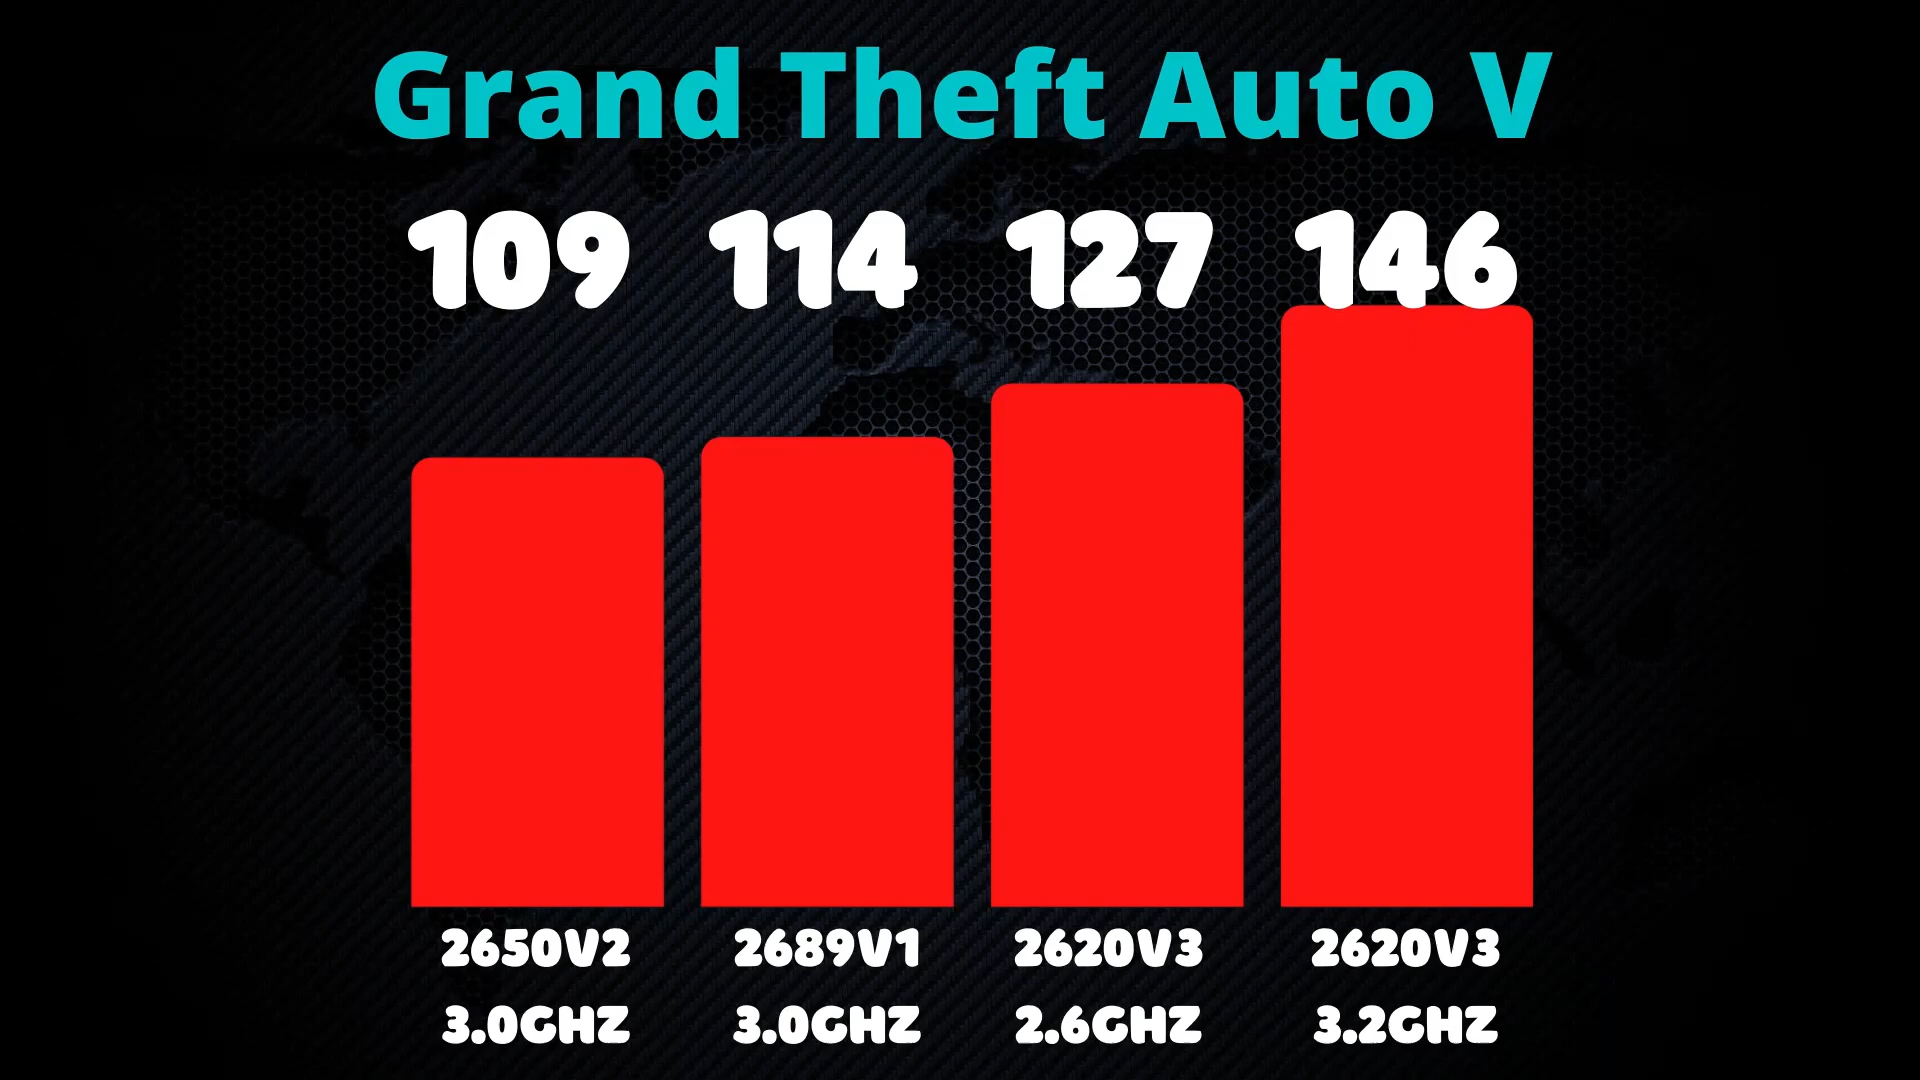 Grand Theft Auto V
109 114 127 146
2650V2 2689V1 2620V3 2620V3
3.0GHZ 3.0GHZ 2.6GHZ 3.2GHZ